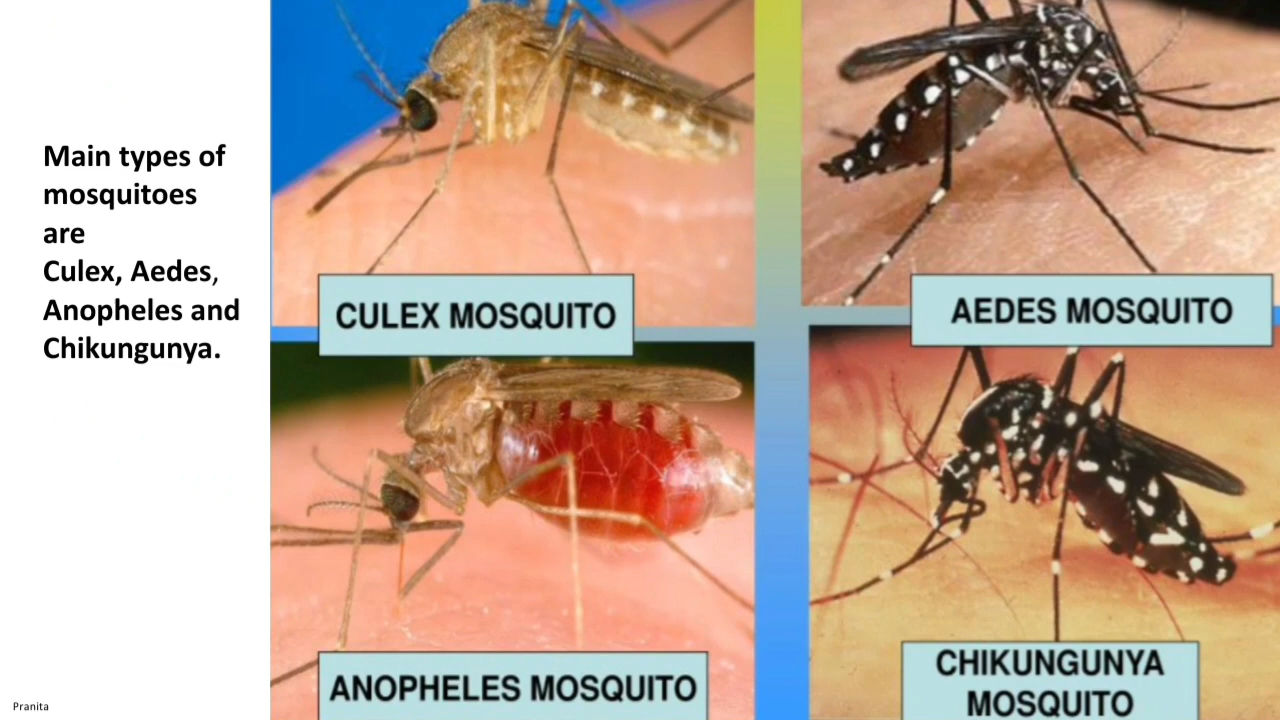 Main types of
mosquitoes
are
Culex, Aedes,
Anopheles and
Chikungunya.
CULEX MOSQUITO
AEDES MOSQUITO
ANOPHELES MOSQUITO
CHIKUNGUNYA
MOSQUITO
Pranita